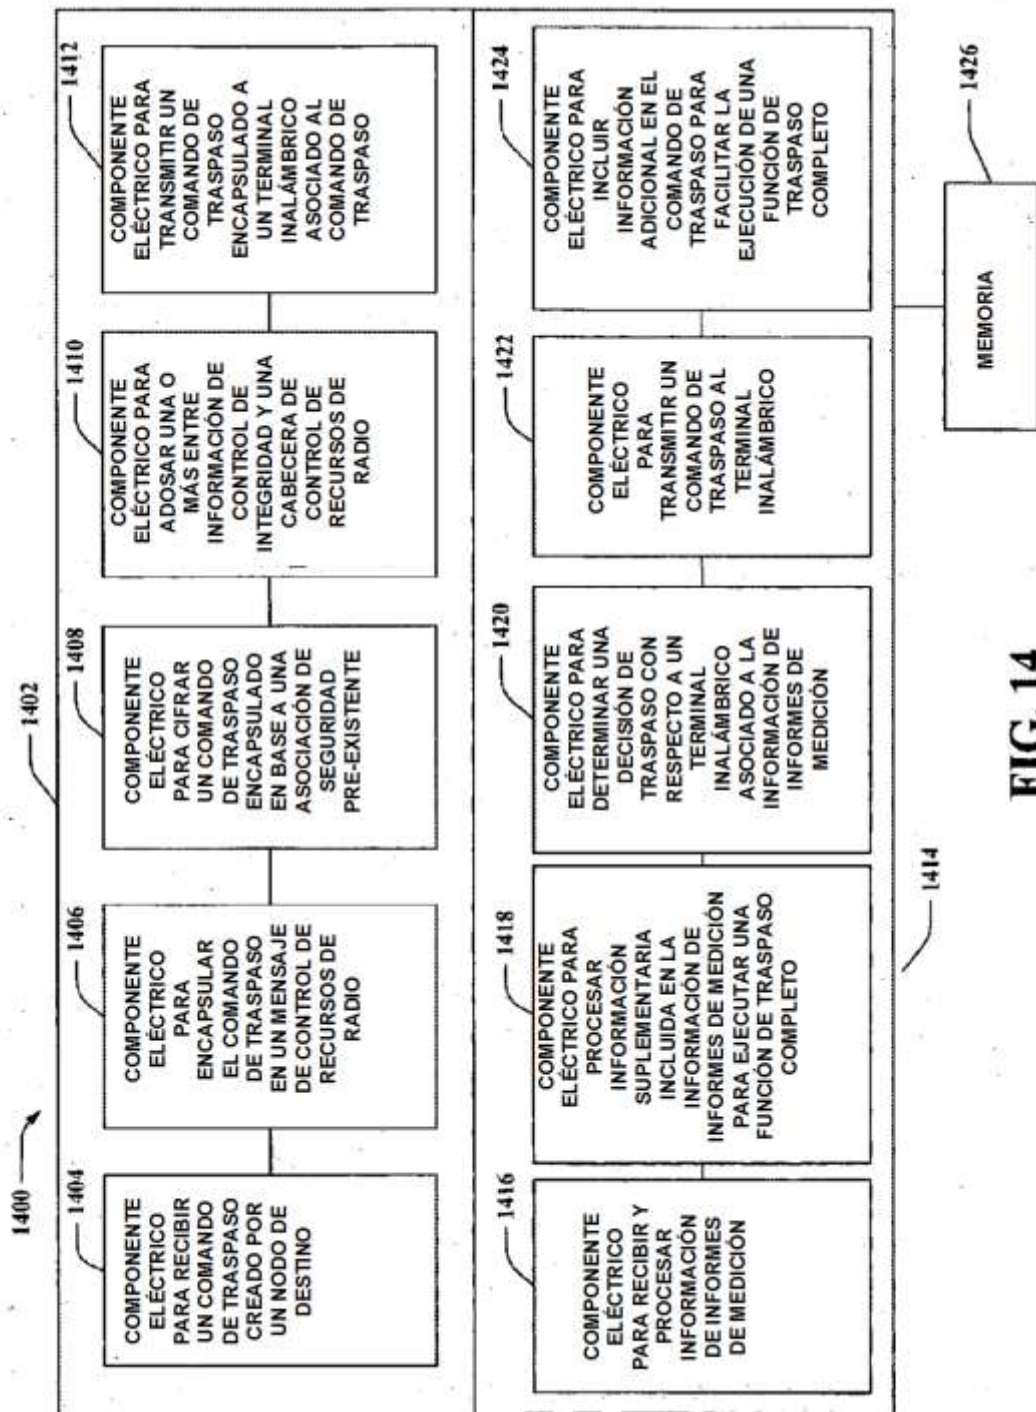 1400
1402
1404
COMPONENTE
ELÉCTRICO
PARA RECIBIR
UN COMANDO
DE TRASPASO
CREADO POR
UN NODO DE
DESTINO
1406
COMPONENTE
ELÉCTRICO
PARA
ENCAPSULAR
EL COMANDO
DE TRASPASO
EN UN MENSAJE
DE CONTROL DE
RECURSOS DE
RADIO
1408
COMPONENTE
ELÉCTRICO
PARA CIFRAR
UN COMANDO
DE TRASPASO
ENCAPSULADO
EN BASE A UNA
ASOCIACIÓN DE
SEGURIDAD
PRE-EXISTENTE
1410
COMPONENTE
ELÉCTRICO PARA
ADOSAR UNA O
MÁS ENTRE
INFORMACIÓN DE
CONTROL DE
INTEGRIDAD Y UNA
CABECERA DE
CONTROL DE
RECURSOS DE
RADIO
1412
COMPONENTE
ELÉCTRICO PARA
TRANSMITIR UN
COMANDO DE
TRASPASO
ENCAPSULADO A
UN TERMINAL
INALÁMBRICO
ASOCIADO AL
COMANDO DE
TRASPASO
1416
COMPONENTE
ELÉCTRICO
PARA RECIBIR Y
PROCESAR
INFORMACIÓN
DE INFORMES
DE MEDICIÓN
1418
COMPONENTE
ELÉCTRICO PARA
PROCESAR
INFORMACIÓN
SUPLEMENTARIA
INCLUIDA EN LA
INFORMACIÓN DE
INFORMES DE MEDICIÓN
PARA EJECUTAR UNA
FUNCIÓN DE TRASPASO
COMPLETO
1420
COMPONENTE
ELÉCTRICO PARA
DETERMINAR UNA
DECISIÓN DE
TRASPASO CON
RESPECTO A UN
TERMINAL
INALÁMBRICO
ASOCIADO A LA
INFORMACIÓN DE
INFORMES DE
MEDICIÓN
1422
COMPONENTE
ELÉCTRICO
PARA
TRANSMITIR UN
COMANDO DE
TRASPASO AL
TERMINAL
INALÁMBRICO
1424
COMPONENTE
ELÉCTRICO PARA
INCLUIR
INFORMACIÓN
ADICIONAL EN EL
COMANDO DE
TRASPASO PARA
FACILITAR LA
EJECUCIÓN DE UNA
FUNCIÓN DE
TRASPASO
COMPLETO
1414
1426
MEMORIA
FIG. 14